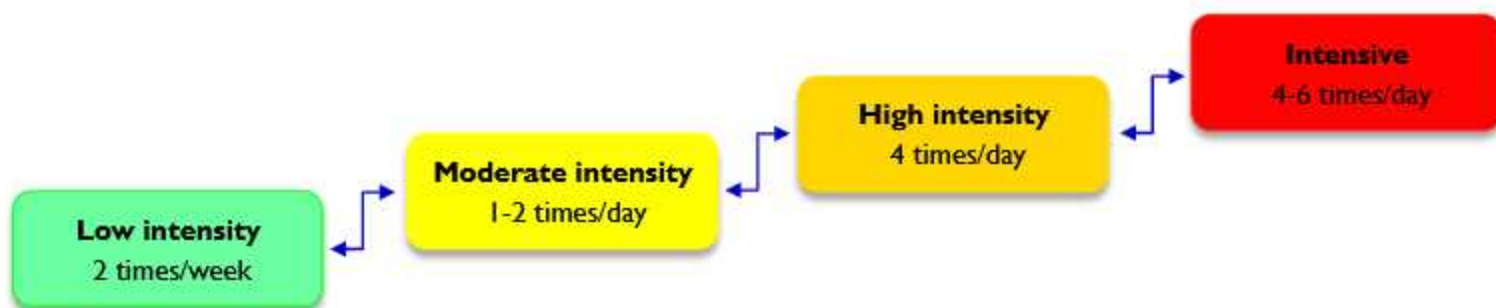 Low intensity
2 times/week
Moderate intensity
1-2 times/day
High intensity
4 times/day
Intensive
4-6 times/day